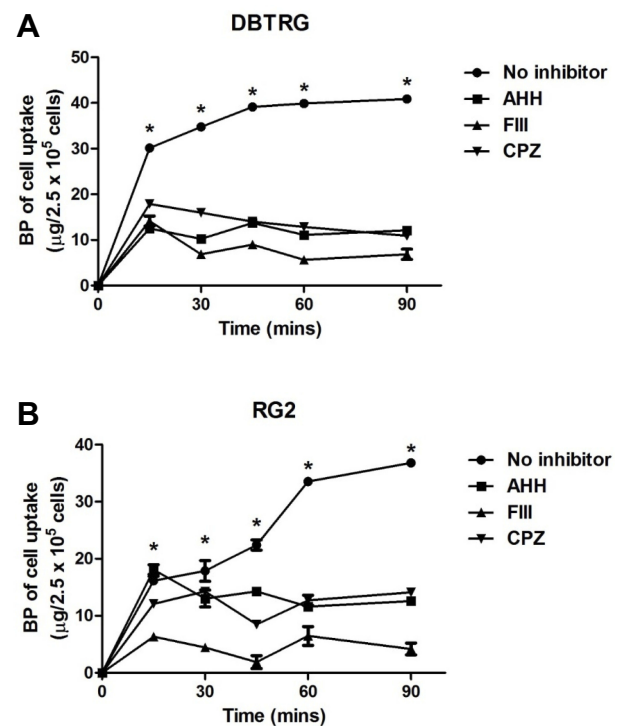 A
DBTRG
BP of cell uptake
(µg/2.5 x 10⁵ cells)
50
40
30
20
10
0
* * * * *
0 30 60 90
Time (mins)
No inhibitor
AHH
FIII
CPZ
B
RG2
BP of cell uptake
(µg/2.5 x 10⁵ cells)
40
30
20
10
0
* * * * *
0 30 60 90
Time (mins)
No inhibitor
AHH
FIII
CPZ